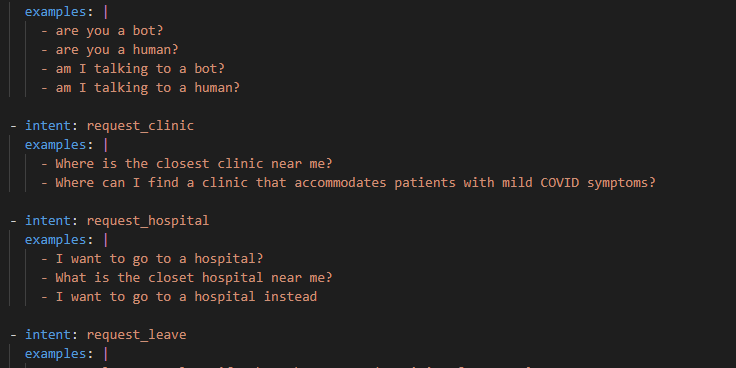 examples: |
- are you a bot?
- are you a human?
- am I talking to a bot?
- am I talking to a human?
- intent: request_clinic
examples: |
- Where is the closest clinic near me?
- Where can I find a clinic that accommodates patients with mild COVID symptoms?
- intent: request_hospital
examples: |
- I want to go to a hospital?
- What is the closet hospital near me?
- I want to go to a hospital instead
- intent: request_leave
examples: |